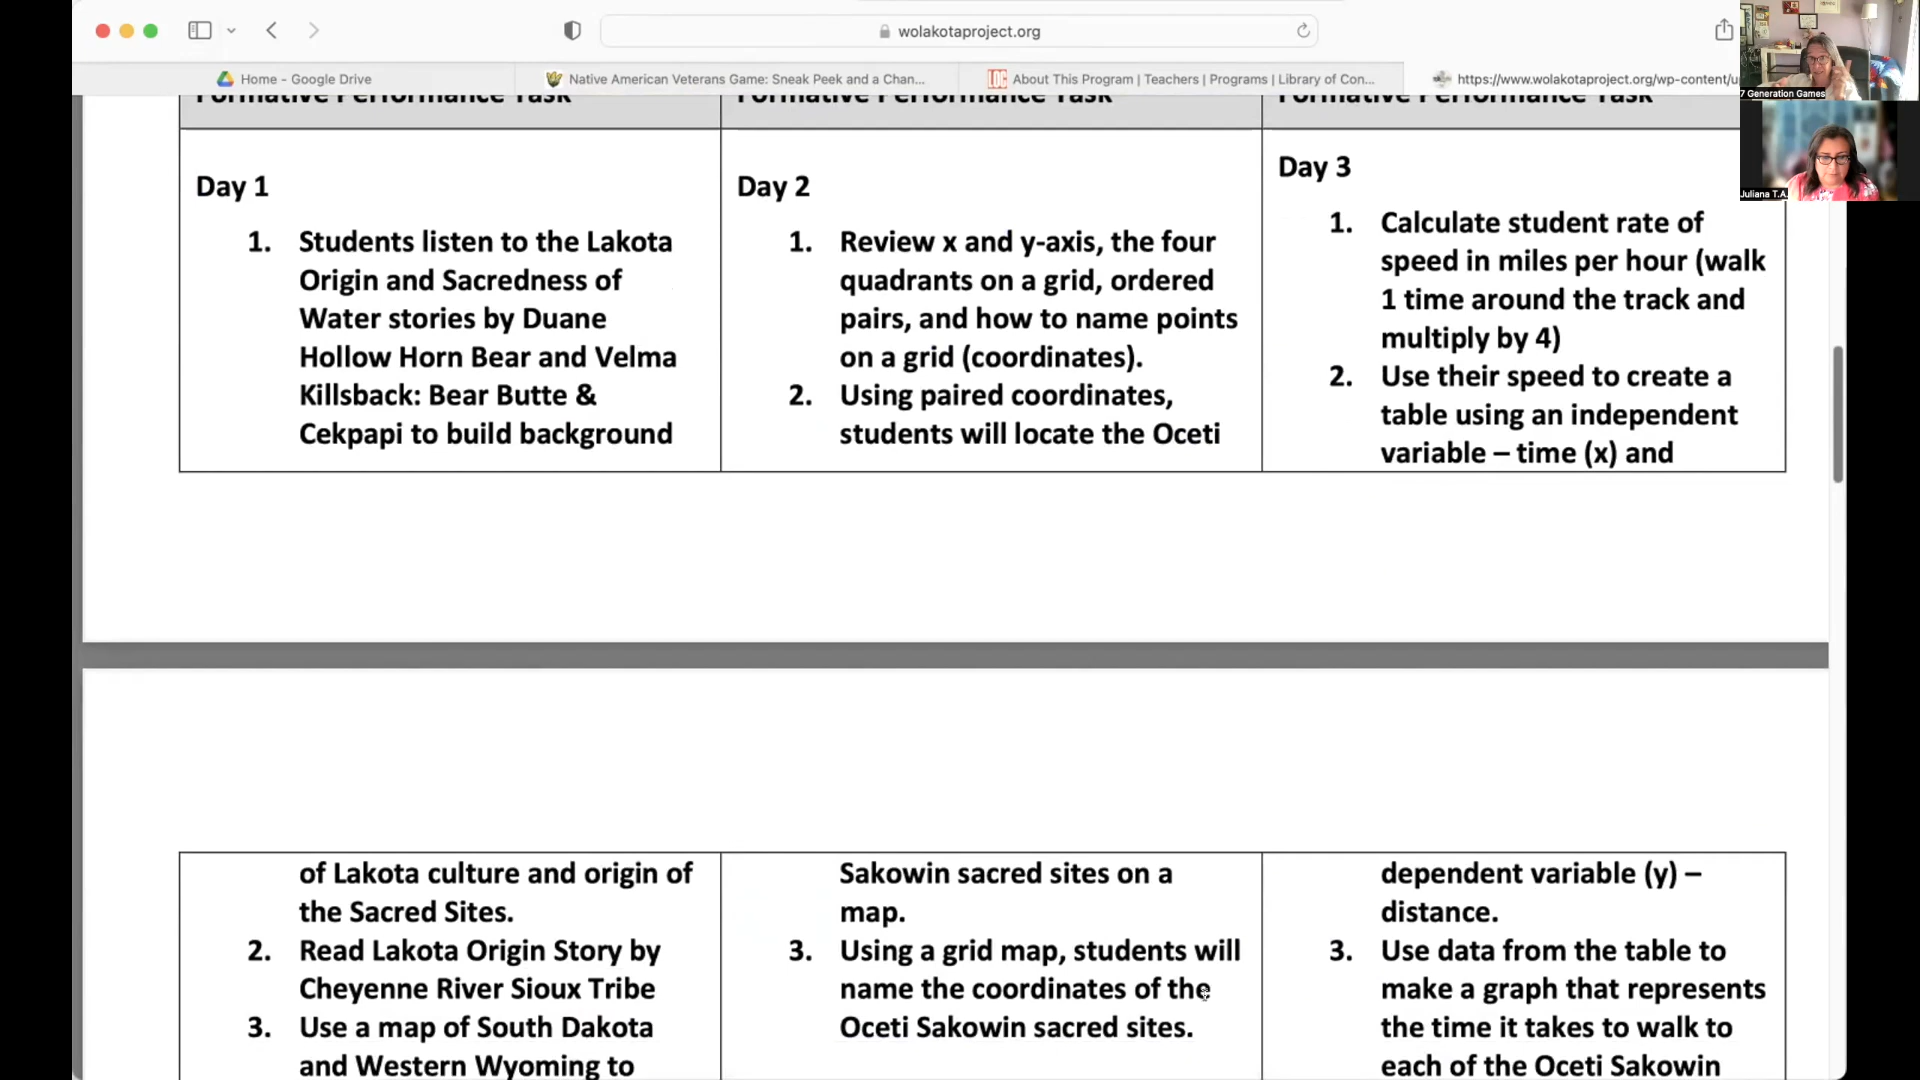 wolakotaproject.org
Home - Google Drive
Native American Veterans Game: Sneak Peek and a Chan...
LOC
About This Program | Teachers | Programs | Library of Con...
https://www.wolakotaproject.org/wp-content/u
7 Generation Games
Juliana T.A.
Formative Performance Task
Formative Performance Task
Formative Performance Task
Day 1
1. Students listen to the Lakota
Origin and Sacredness of
Water stories by Duane
Hollow Horn Bear and Velma
Killsback: Bear Butte &
Cekpapi to build background
Day 2
1. Review x and y-axis, the four
quadrants on a grid, ordered
pairs, and how to name points
on a grid (coordinates).
2. Using paired coordinates,
students will locate the Oceti
Day 3
1. Calculate student rate of
speed in miles per hour (walk
1 time around the track and
multiply by 4)
2. Use their speed to create a
table using an independent
variable – time (x) and
of Lakota culture and origin of
the Sacred Sites.
2. Read Lakota Origin Story by
Cheyenne River Sioux Tribe
3. Use a map of South Dakota
and Western Wyoming to
Sakowin sacred sites on a
map.
3. Using a grid map, students will
name the coordinates of the
Oceti Sakowin sacred sites.
dependent variable (y) –
distance.
3. Use data from the table to
make a graph that represents
the time it takes to walk to
each of the Oceti Sakowin